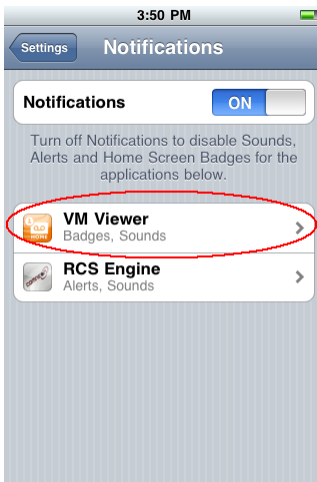 3:50 PM
Settings
Notifications
Notifications
ON
Turn off Notifications to disable Sounds,
Alerts and Home Screen Badges for the
applications below.
VM Viewer
HOME
Badges, Sounds
RCS Engine
Alerts, Sounds